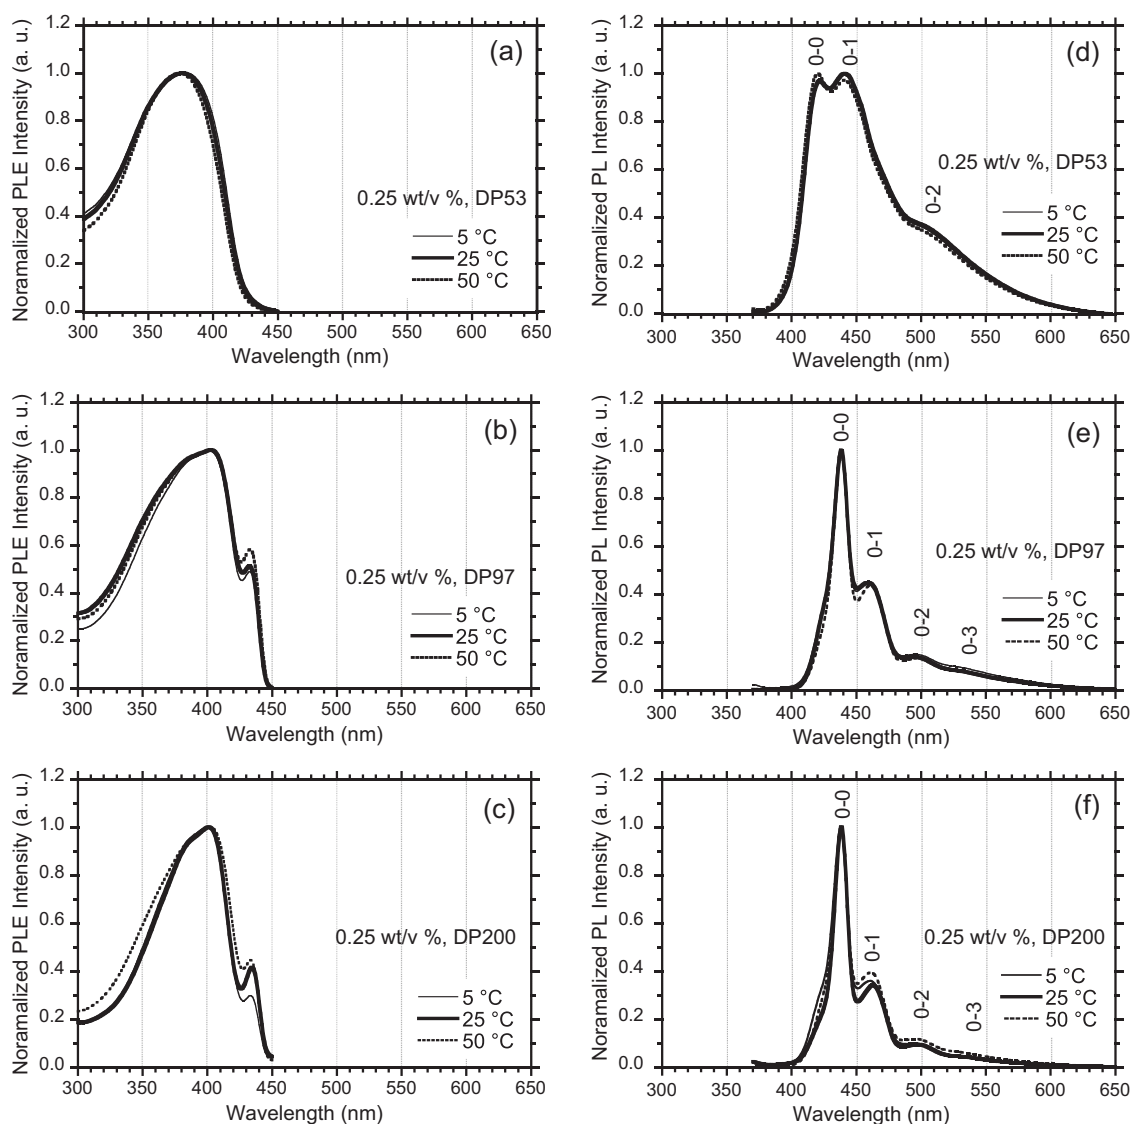 (a)
Noramalized PLE Intensity (a. u.)
1.2
1.0
0.8
0.6
0.4
0.2
0.0
0.25 wt/v %, DP53
5 °C
25 °C
50 °C
300 350 400 450 500 550 600 650
Wavelength (nm)
(d)
Noramalized PL Intensity (a. u.)
1.2
1.0
0.8
0.6
0.4
0.2
0.0
0-0
0-1
0-2
0.25 wt/v %, DP53
5 °C
25 °C
50 °C
300 350 400 450 500 550 600 650
Wavelength (nm)
(b)
Noramalized PLE Intensity (a. u.)
1.2
1.0
0.8
0.6
0.4
0.2
0.0
0.25 wt/v %, DP97
5 °C
25 °C
50 °C
300 350 400 450 500 550 600 650
Wavelength (nm)
(e)
Noramalized PL Intensity (a. u.)
1.2
1.0
0.8
0.6
0.4
0.2
0.0
0-0
0-1
0-2
0-3
0.25 wt/v %, DP97
5 °C
25 °C
50 °C
300 350 400 450 500 550 600 650
Wavelength (nm)
(c)
Noramalized PLE Intensity (a. u.)
1.2
1.0
0.8
0.6
0.4
0.2
0.0
0.25 wt/v %, DP200
5 °C
25 °C
50 °C
300 350 400 450 500 550 600 650
Wavelength (nm)
(f)
Noramalized PL Intensity (a. u.)
1.2
1.0
0.8
0.6
0.4
0.2
0.0
0-0
0-1
0-2
0-3
0.25 wt/v %, DP200
5 °C
25 °C
50 °C
300 350 400 450 500 550 600 650
Wavelength (nm)